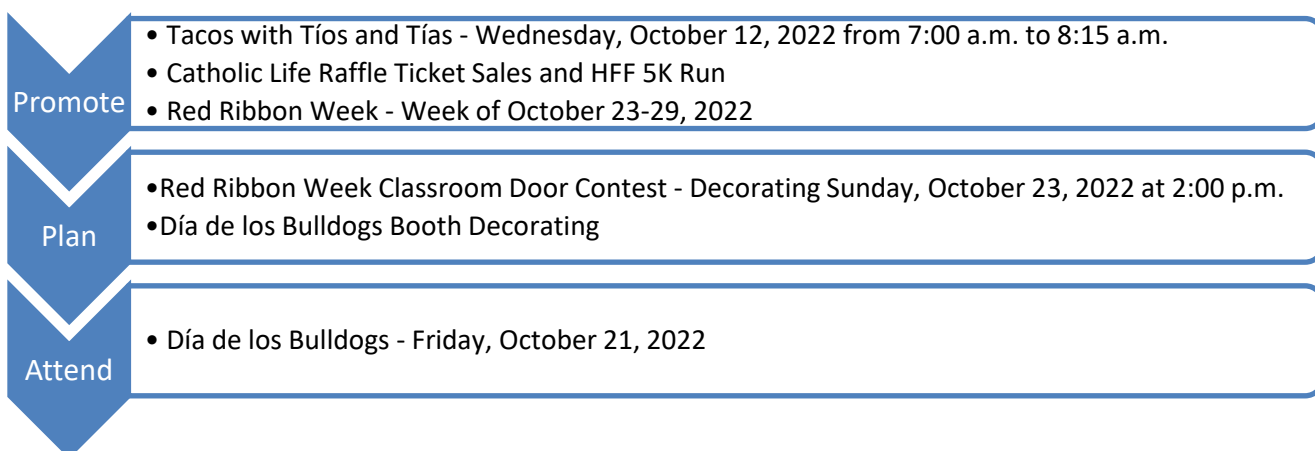 Promote
• Tacos with Tíos and Tías - Wednesday, October 12, 2022 from 7:00 a.m. to 8:15 a.m.
• Catholic Life Raffle Ticket Sales and HFF 5K Run
• Red Ribbon Week - Week of October 23-29, 2022
Plan
•Red Ribbon Week Classroom Door Contest - Decorating Sunday, October 23, 2022 at 2:00 p.m.
•Día de los Bulldogs Booth Decorating
Attend
• Día de los Bulldogs - Friday, October 21, 2022